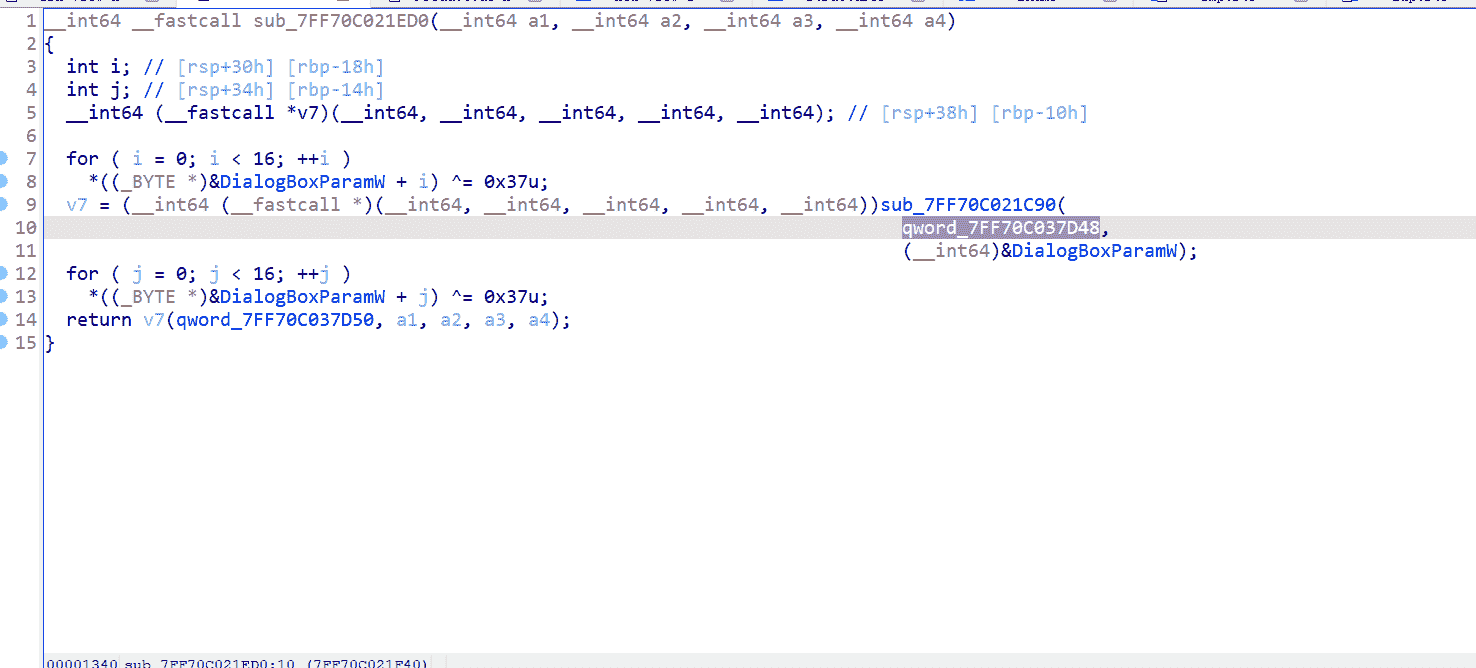 1 __int64 __fastcall sub_7FF70C021ED0(__int64 a1, __int64 a2, __int64 a3, __int64 a4)
2 {
3 int i; // [rsp+30h] [rbp-18h]
4 int j; // [rsp+34h] [rbp-14h]
5 __int64 (__fastcall *v7)(__int64, __int64, __int64, __int64, __int64); // [rsp+38h] [rbp-10h]
6
7 for ( i = 0; i < 16; ++i )
8 *((_BYTE *)&DialogBoxParamW + i) ^= 0x37u;
9 v7 = (__int64 (__fastcall *)(__int64, __int64, __int64, __int64, __int64))sub_7FF70C021C90(
10 qword_7FF70C037D48,
11 (__int64)&DialogBoxParamW);
12 for ( j = 0; j < 16; ++j )
13 *((_BYTE *)&DialogBoxParamW + j) ^= 0x37u;
14 return v7(qword_7FF70C037D50, a1, a2, a3, a4);
15 }
00001340 sub_7FF70C021ED0:10 (7FF70C021F40)